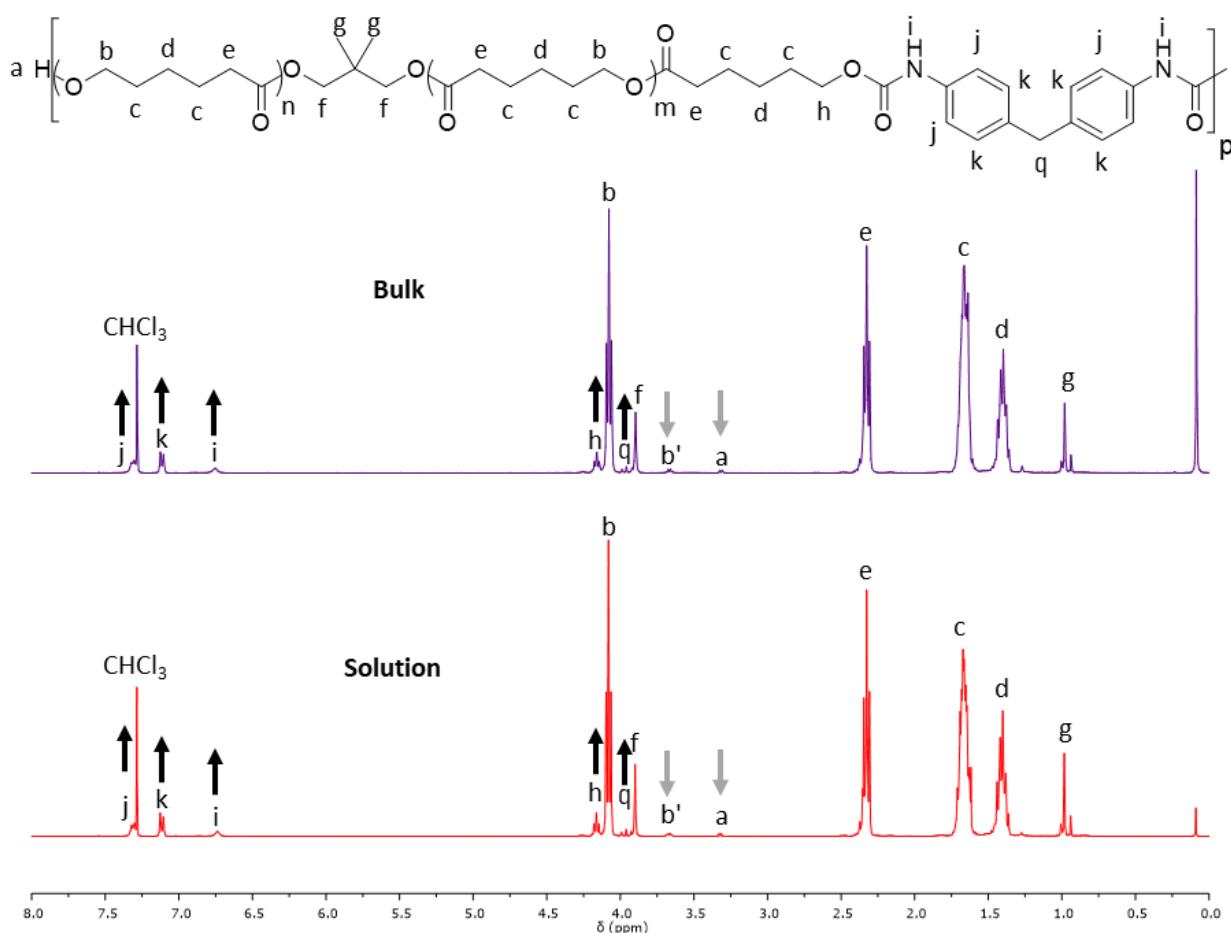 g g i i
b d e e d b O c c N H j j H N
a H O O O O O O k k
c c O n f f O c c m e d h O j k q k O p
b
Bulk
e
c
CHCl3
d
g
j k i h q f b' a
b
Solution
e
c
CHCl3
d
g
j k i h q f b' a
8.0 7.5 7.0 6.5 6.0 5.5 5.0 4.5 4.0 3.5 3.0 2.5 2.0 1.5 1.0 0.5 0.0
δ (ppm)